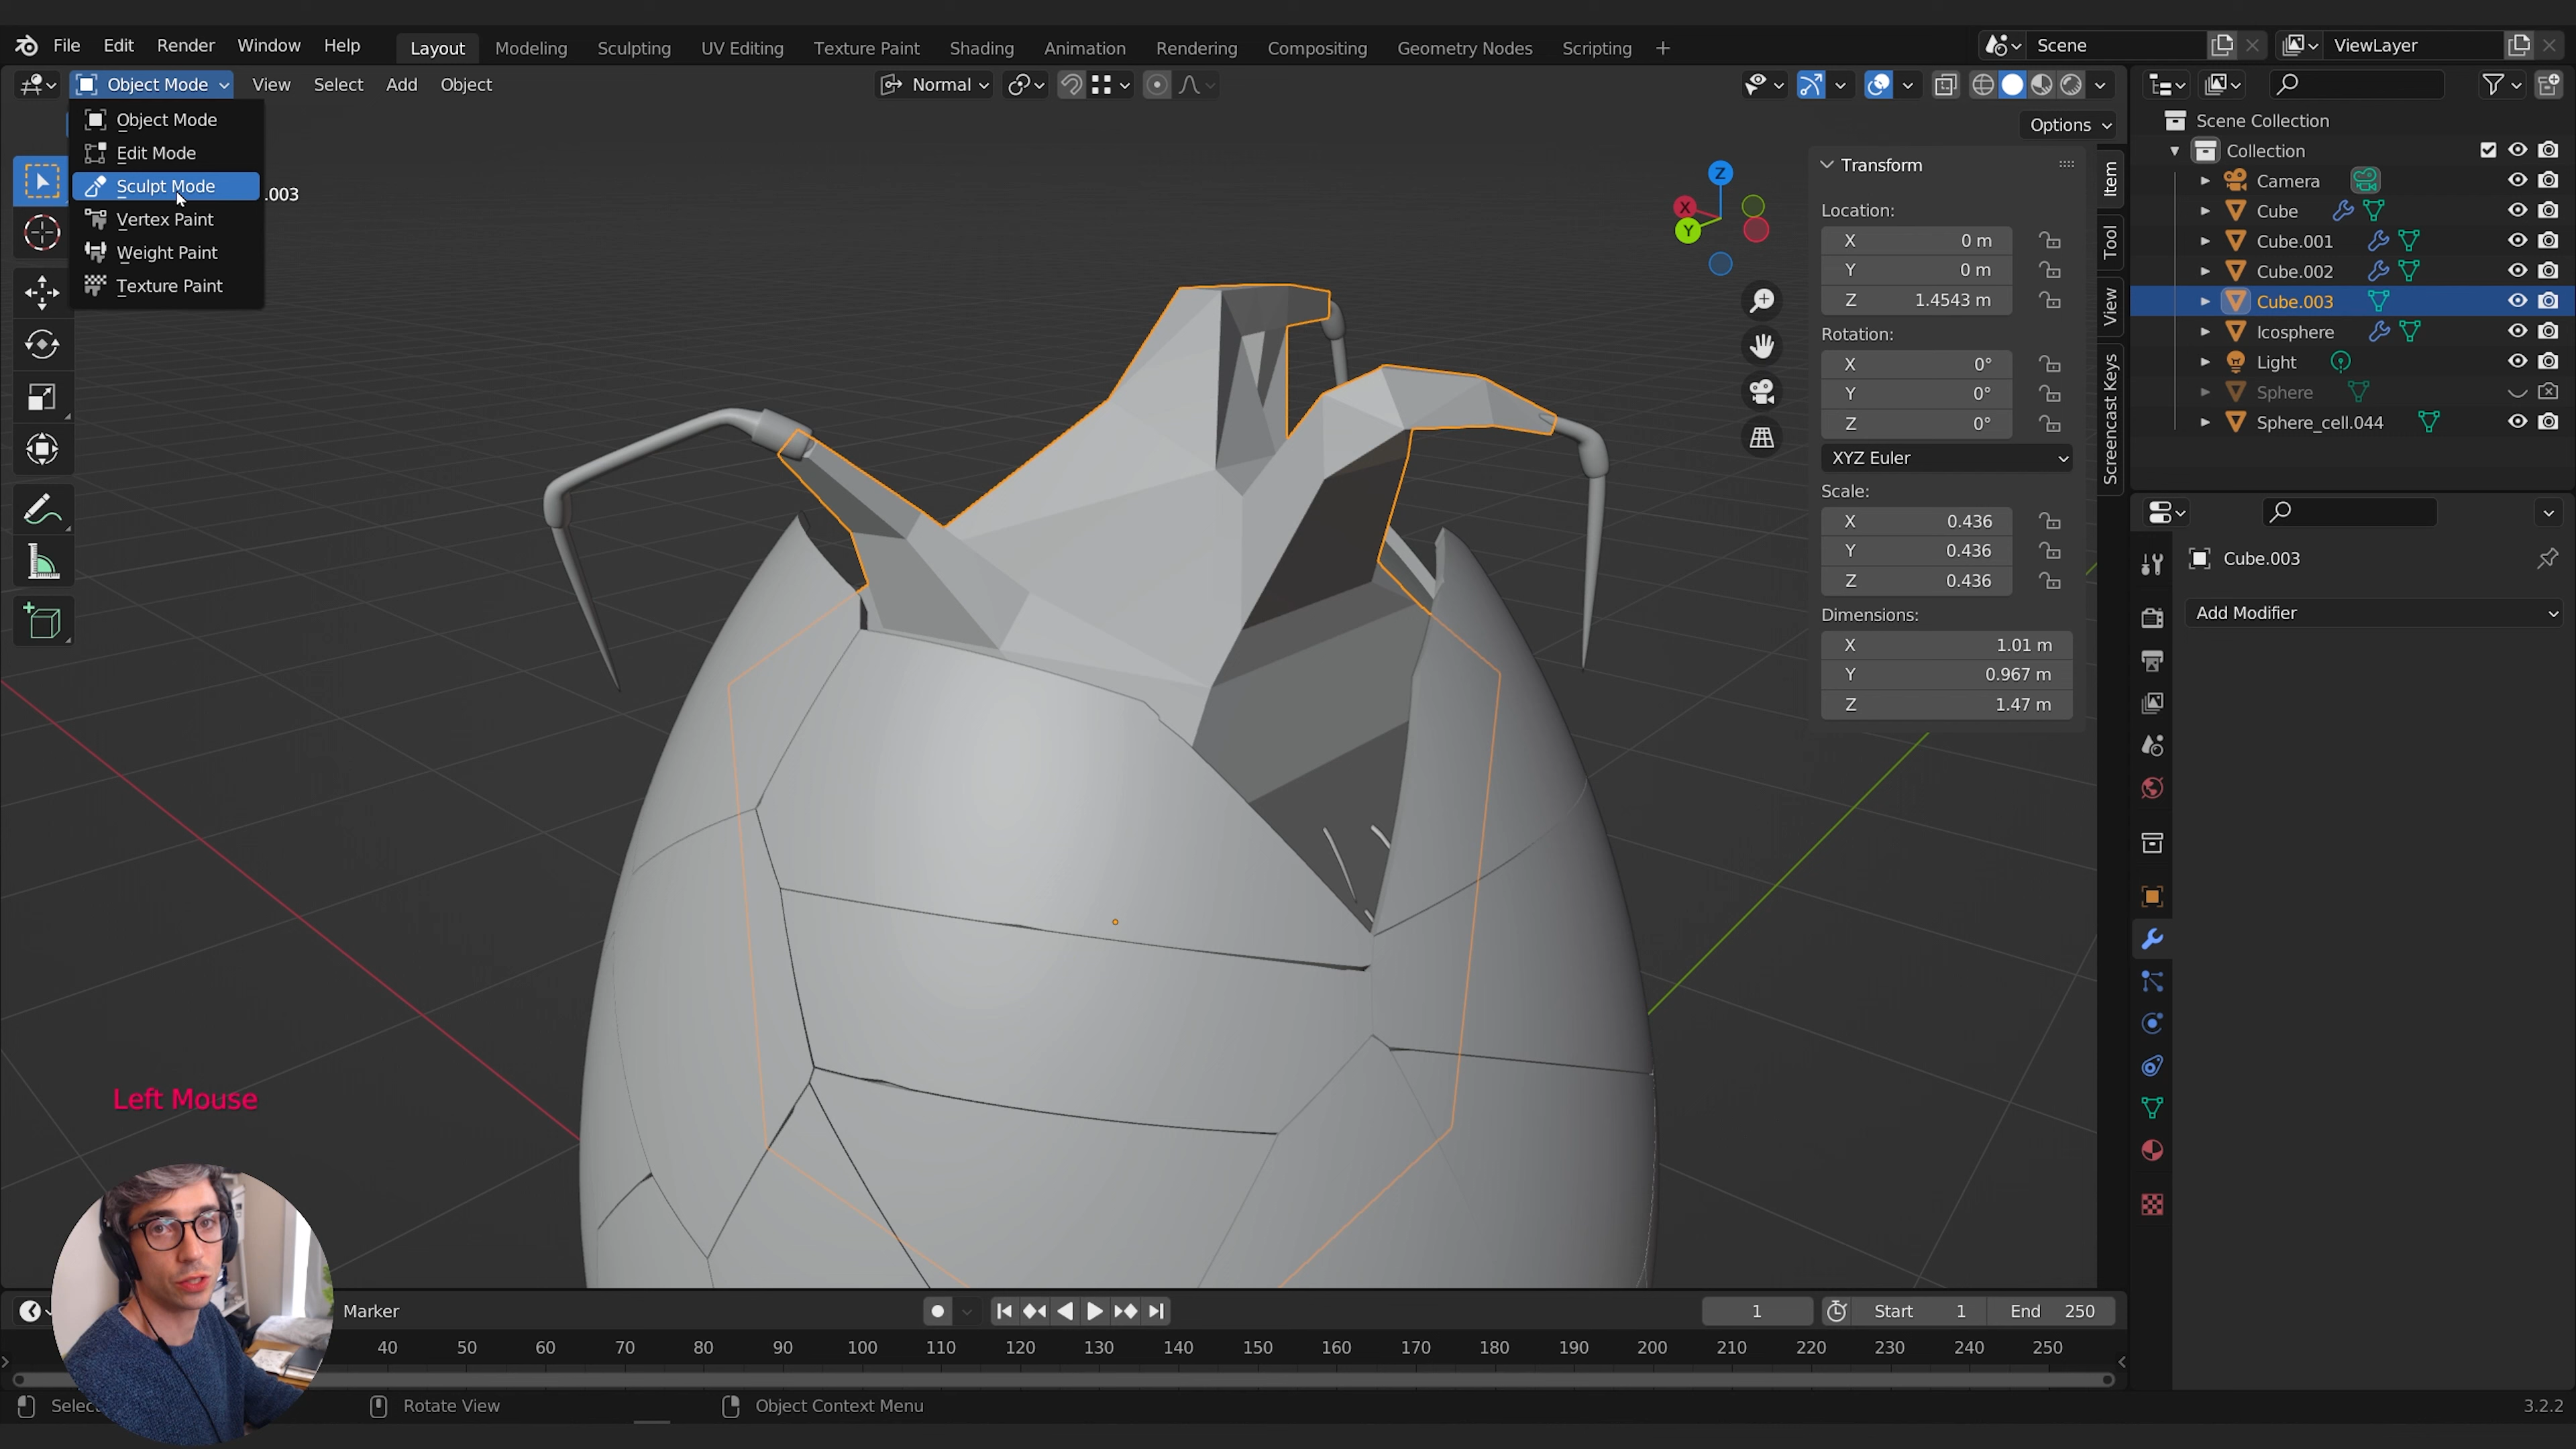 File Edit Render Window Help Layout Modeling Sculpting UV Editing Texture Paint Shading Animation Rendering Compositing Geometry Nodes Scripting Scene ViewLayer
Object Mode View Select Add Object Normal
Options
Object Mode
Edit Mode
Sculpt Mode
Vertex Paint
Weight Paint
Texture Paint
.003
X
Y
Z
Transform
Location:
X 0 m
Y 0 m
Z 1.4543 m
Rotation:
X 0°
Y 0°
Z 0°
XYZ Euler
Scale:
X 0.436
Y 0.436
Z 0.436
Dimensions:
X 1.01 m
Y 0.967 m
Z 1.47 m
Item
Tool
View
Screencast Keys
Scene Collection
Collection
Camera
Cube
Cube.001
Cube.002
Cube.003
Icosphere
Light
Sphere
Sphere_cell.044
Cube.003
Add Modifier
Left Mouse
Marker 1 Start 1 End 250
40 50 60 70 80 90 100 110 120 130 140 150 160 170 180 190 200 210 220 230 240 250
Rotate View Object Context Menu 3.2.2